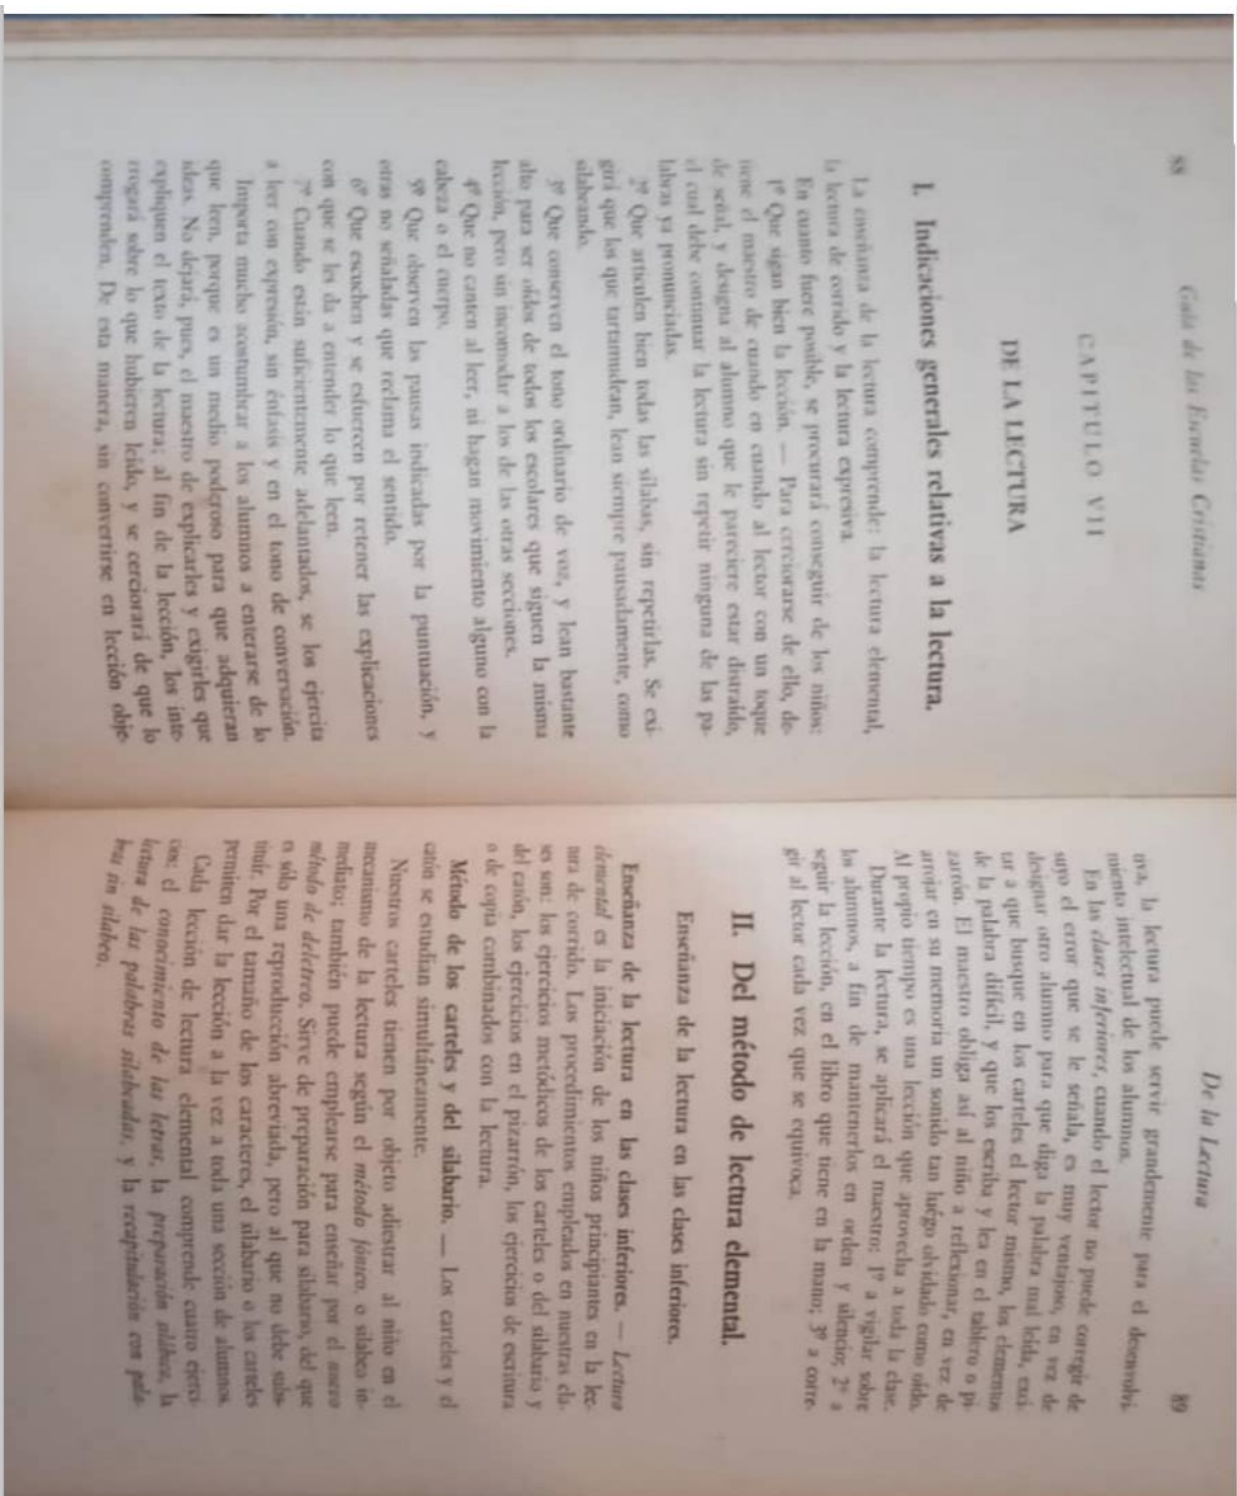 88
Guía de las Escuelas Cristianas
CAPITULO VII
DE LA LECTURA
I. Indicaciones generales relativas a la lectura.
La enseñanza de la lectura comprende: la lectura elemental,
la lectura de corrido y la lectura expresiva.
En cuanto fuere posible, se procurará conseguir de los niños:
1º Que sigan bien la lección. — Para cerciorarse de ello, de-
tiene el maestro de cuando en cuando al lector con un toque
de señal, y designa al alumno que le pareciere estar distraído,
el cual debe continuar la lectura sin repetir ninguna de las pa-
labras ya pronunciadas.
2º Que articulen bien todas las sílabas, sin repetirlas. Se exi-
girá que los que tartamudean, lean siempre pausadamente, como
silabeando.
3º Que conserven el tono ordinario de voz, y lean bastante
alto para ser oídos de todos los escolares que siguen la misma
lección, pero sin incomodar a los de las otras secciones.
4º Que no canten al leer, ni hagan movimiento alguno con la
cabeza o el cuerpo.
5º Que observen las pausas indicadas por la puntuación, y
otras no señaladas que reclama el sentido.
6º Que escuchen y se esfuercen por retener las explicaciones
con que se les da a entender lo que leen.
7º Cuando están suficientemente adelantados, se los ejercita
a leer con expresión, sin énfasis y en el tono de conversación.
Importa mucho acostumbrar a los alumnos a enterarse de lo
que leen, porque es un medio poderoso para que adquieran
ideas. No dejará, pues, el maestro de explicarles y exigirles que
expliquen el texto de la lectura; al fin de la lección, los inte-
rrogará sobre lo que hubieren leído, y se cerciorará de que lo
comprenden. De esta manera, sin convertirse en lección obje-
De la Lectura
89
tiva, la lectura puede servir grandemente para el desenvolvi-
miento intelectual de los alumnos.
En las clases inferiores, cuando el lector no puede corregir de
suyo el error que se le señala, es muy ventajoso, en vez de
designar otro alumno para que diga la palabra mal leída, exci-
tar a que busque en los carteles el lector mismo, los elementos
de la palabra difícil, y que los escriba y lea en el tablero o pi-
zarrón. El maestro obliga así al niño a reflexionar, en vez de
arrojar en su memoria un sonido tan luégo olvidado como oído.
Al propio tiempo es una lección que aprovecha a toda la clase.
Durante la lectura, se aplicará el maestro: 1º a vigilar sobre
los alumnos, a fin de mantenerlos en orden y silencio; 2º a
seguir la lección, en el libro que tiene en la mano; 3º a corre-
gir al lector cada vez que se equivoca.
II. Del método de lectura elemental.
Enseñanza de la lectura en las clases inferiores.
Enseñanza de la lectura en las clases inferiores. — Lectura
elemental es la iniciación de los niños principiantes en la lec-
tura de corrido. Los procedimientos empleados en nuestras cla-
ses son: los ejercicios metódicos de los carteles o del silabario y
del catón, los ejercicios en el pizarrón, los ejercicios de escritura
o de copia combinados con la lectura.
Método de los carteles y del silabario. — Los carteles y el
catón se estudian simultáneamente.
Nuestros carteles tienen por objeto adiestrar al niño en el
mecanismo de la lectura según el método fónico, o silabeo in-
mediato; también puede emplearse para enseñar por el nuevo
método de deletreo. Sirve de preparación para silabario, del que
es sólo una reproducción abreviada, pero al que no debe subs-
tituír. Por el tamaño de los caracteres, el silabario o los carteles
permiten dar la lección a la vez a toda una sección de alumnos.
Cada lección de lectura elemental comprende cuatro ejerci-
cios: el conocimiento de las letras, la preparación silábica, la
lectura de las palabras silabeadas, y la recapitulación con pala-
bras sin silabeo.